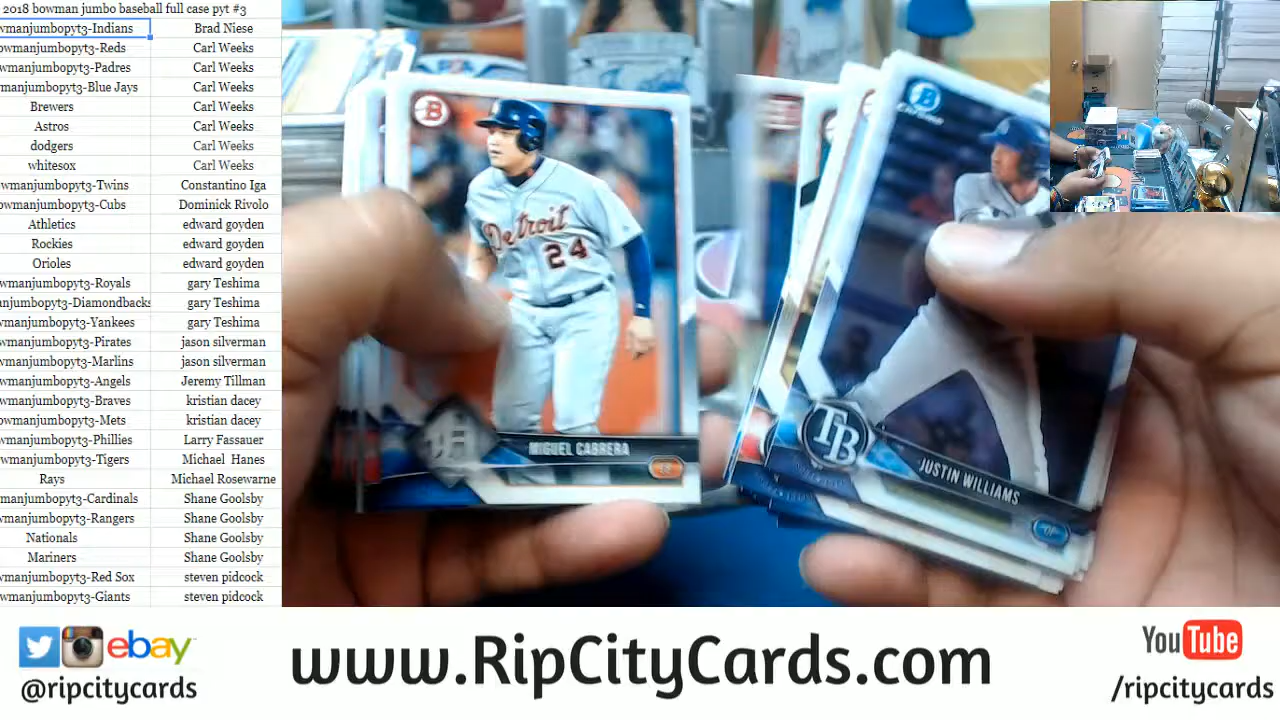 2018 bowman jumbo baseball full case pyt #3
wmanjumbopyt3-Indians Brad Niese
owmanjumbopyt3-Reds Carl Weeks
owmanjumbopyt3-Padres Carl Weeks
manjumbopyt3-Blue Jays Carl Weeks
Brewers Carl Weeks
Astros Carl Weeks
dodgers Carl Weeks
whitesox Carl Weeks
owmanjumbopyt3-Twins Constantino Iga
owmanjumbopyt3-Cubs Dominick Rivolo
Athletics edward goyden
Rockies edward goyden
Orioles edward goyden
wmanjumbopyt3-Royals gary Teshima
anjumbopyt3-Diamondbacks gary Teshima
wmanjumbopyt3-Yankees gary Teshima
wmanjumbopyt3-Pirates jason silverman
wmanjumbopyt3-Marlins jason silverman
wmanjumbopyt3-Angels Jeremy Tillman
wmanjumbopyt3-Braves kristian dacey
owmanjumbopyt3-Mets kristian dacey
wmanjumbopyt3-Phillies Larry Fassauer
wmanjumbopyt3-Tigers Michael Hanes
Rays Michael Rosewarne
manjumbopyt3-Cardinals Shane Goolsby
wmanjumbopyt3-Rangers Shane Goolsby
Nationals Shane Goolsby
Mariners Shane Goolsby
wmanjumbopyt3-Red Sox steven pidcock
wmanjumbopyt3-Giants steven pidcock
B
Detroit
24
MIGUEL CABRERA
B
Chrome
TB
JUSTIN WILLIAMS
ebay
@ripcitycards
www.RipCityCards.com
YouTube
/ripcitycards